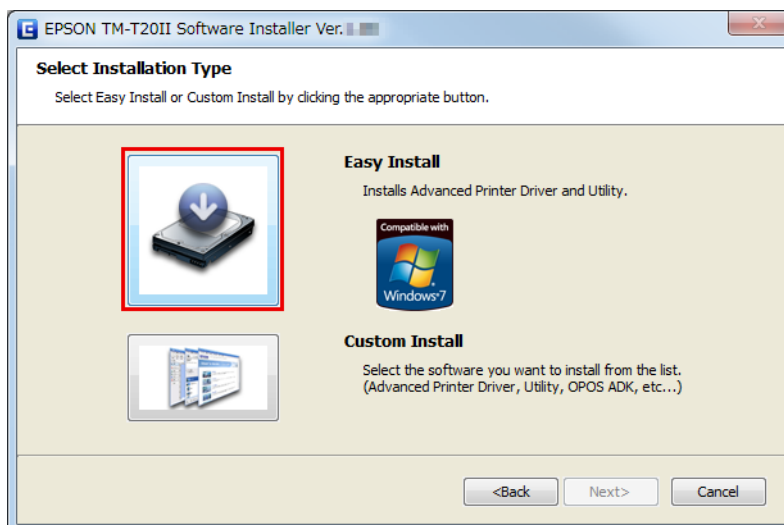 EPSON TM-T20II Software Installer Ver.
Select Installation Type
Select Easy Install or Custom Install by clicking the appropriate button.
Easy Install
Installs Advanced Printer Driver and Utility.
Compatible with
Windows 7
Custom Install
Select the software you want to install from the list.
(Advanced Printer Driver, Utility, OPOS ADK, etc...)
<Back
Next>
Cancel